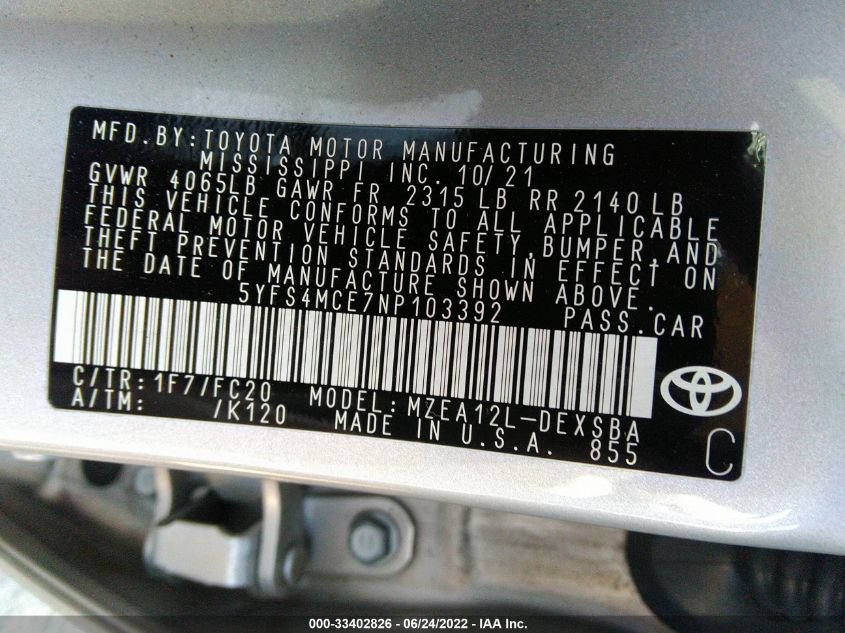 MFD.BY:TOYOTA MOTOR MANUFACTURING
MISSISSIPPI INC. 10/21
GVWR 4065LB GAWR FR 2315 LB RR 2140 LB
THIS VEHICLE CONFORMS TO ALL APPLICABLE
FEDERAL MOTOR VEHICLE SAFETY,BUMPER,AND
THEFT PREVENTION STANDARDS IN EFFECT ON
THE DATE OF MANUFACTURE SHOWN ABOVE.
5YFS4MCE7NP103392 PASS.CAR
C/TR: 1F7/FC20 MODEL: MZEA12L-DEXSBA
A/TM: /K120 MADE IN U.S.A. 855
C
000-33402826 - 06/24/2022 - IAA Inc.